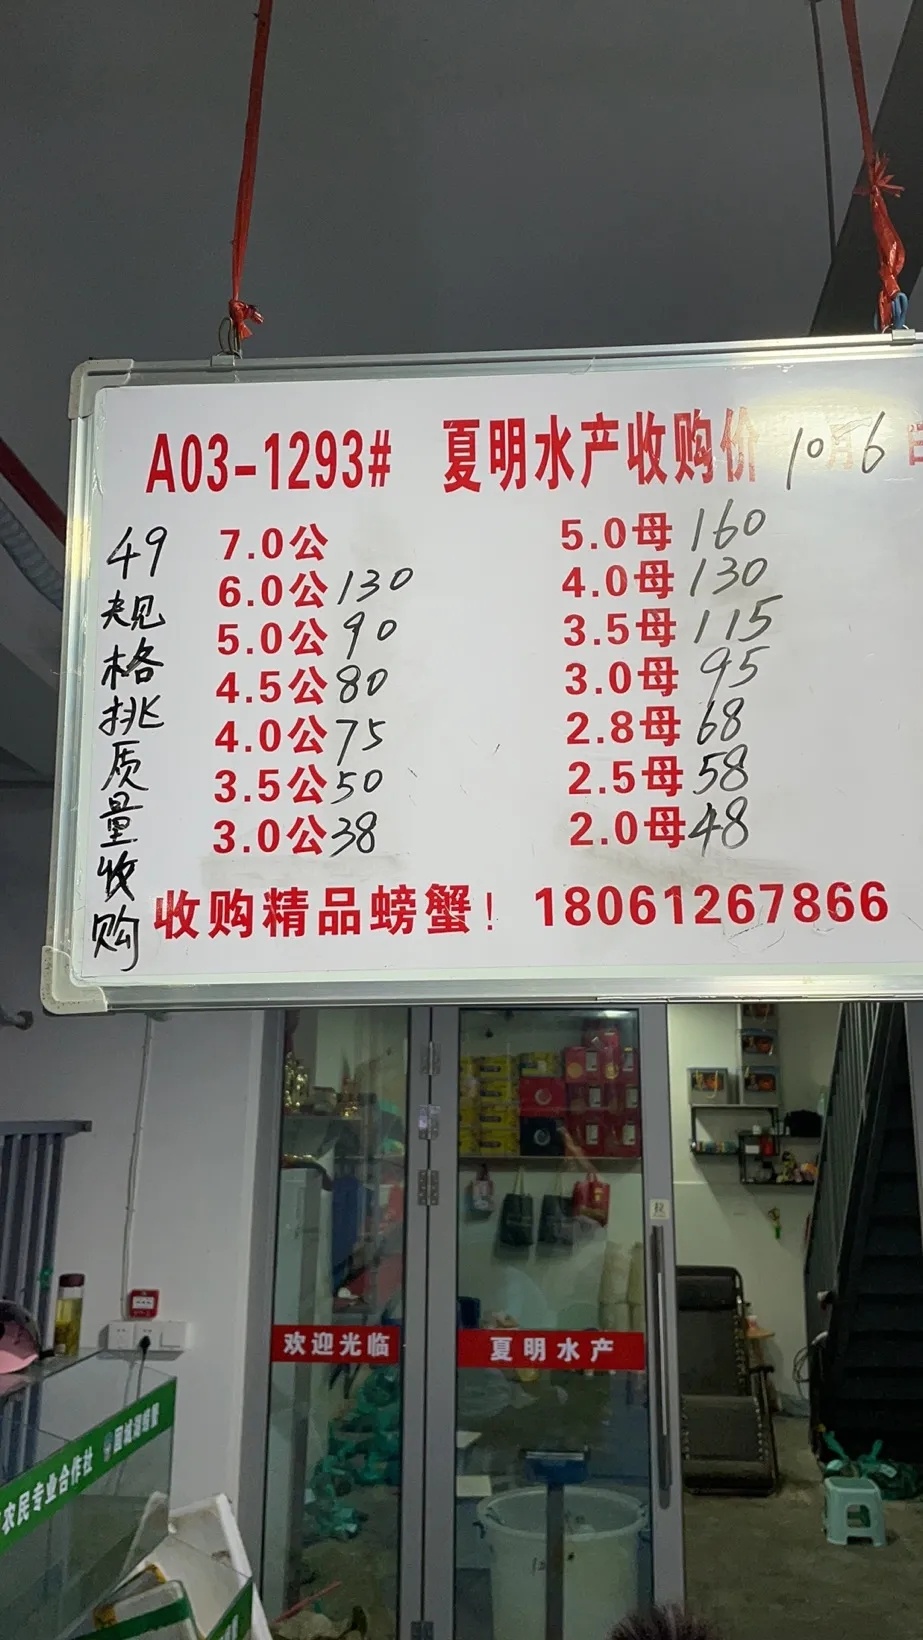 A03-1293# 夏明水产收购价 10月6日
49规格挑质量收购
7.0公
6.0公 130
5.0公 90
4.5公 80
4.0公 75
3.5公 50
3.0公 38
5.0母 160
4.0母 130
3.5母 115
3.0母 95
2.8母 68
2.5母 58
2.0母 48
收购精品螃蟹！ 18061267866
欢迎光临
夏明水产
农民专业合作社